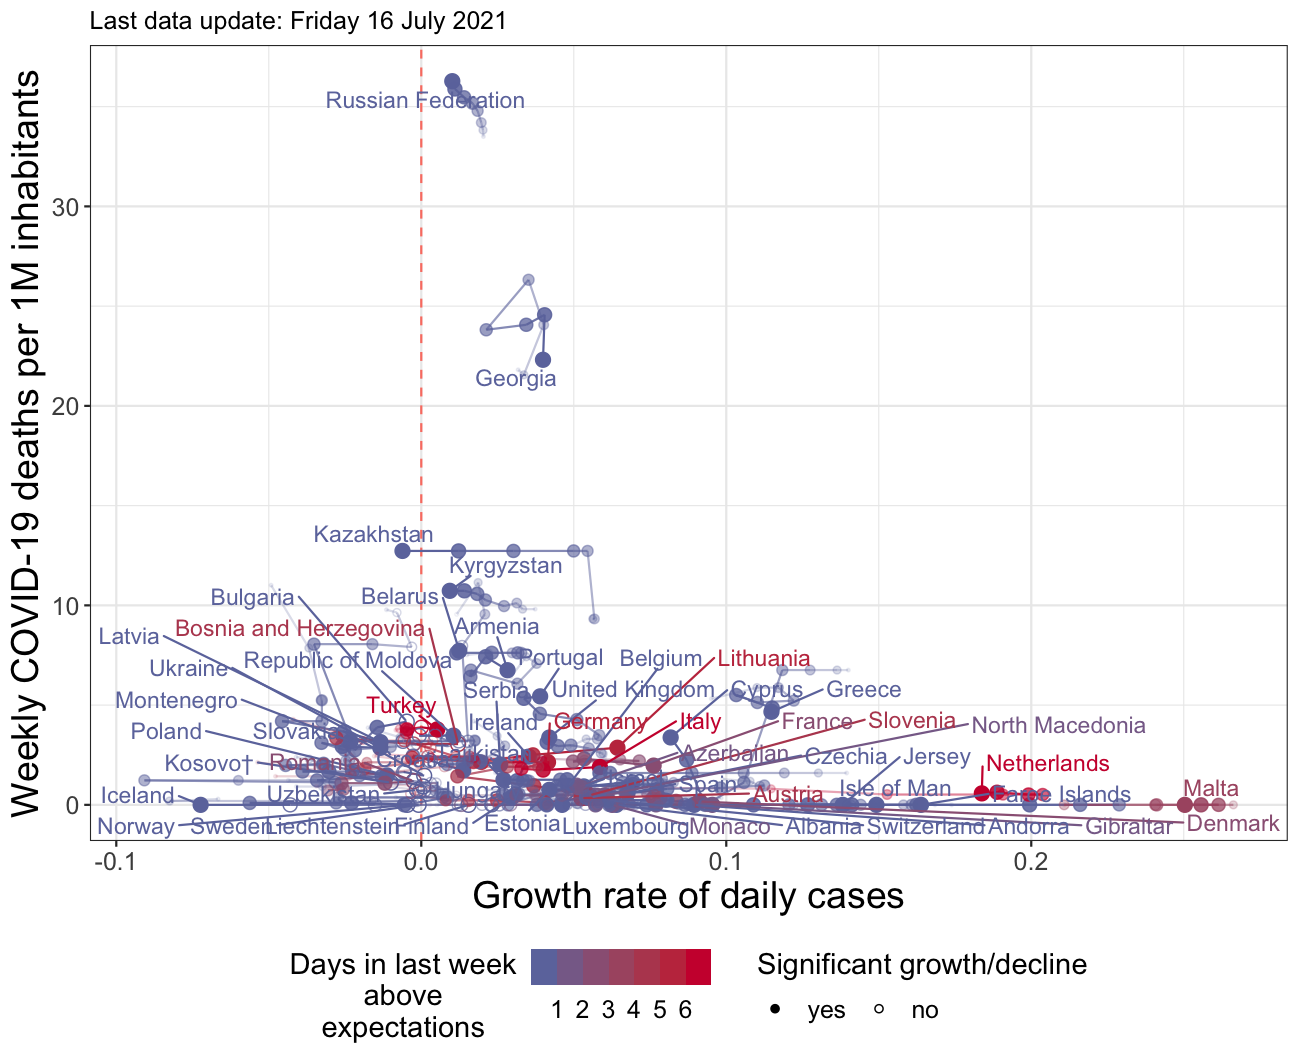 Last data update: Friday 16 July 2021
Weekly COVID-19 deaths per 1M inhabitants
30
20
10
0
Russian Federation
Georgia
Kazakhstan
Kyrgyzstan
Bulgaria
Belarus
Bosnia and Herzegovina
Armenia
Latvia
Ukraine
Republic of Moldova
Portugal
Belgium
Lithuania
Montenegro
Serbia
United Kingdom
Cyprus
Greece
Turkey
Poland
Slovakia
Ireland
Germany
Italy
France
Slovenia
North Macedonia
Kosovo†
Romania
Azerbaijan
Czechia
Jersey
Netherlands
Iceland
Uzbekistan
Spain
Austria
Isle of Man
Faroe Islands
Malta
Norway
Sweden
Liechtenstein
Finland
Estonia
Luxembourg
Monaco
Albania
Switzerland
Andorra
Gibraltar
Denmark
-0.1 0.0 0.1 0.2
Growth rate of daily cases
Days in last week
above
expectations
1 2 3 4 5 6
Significant growth/decline
yes no